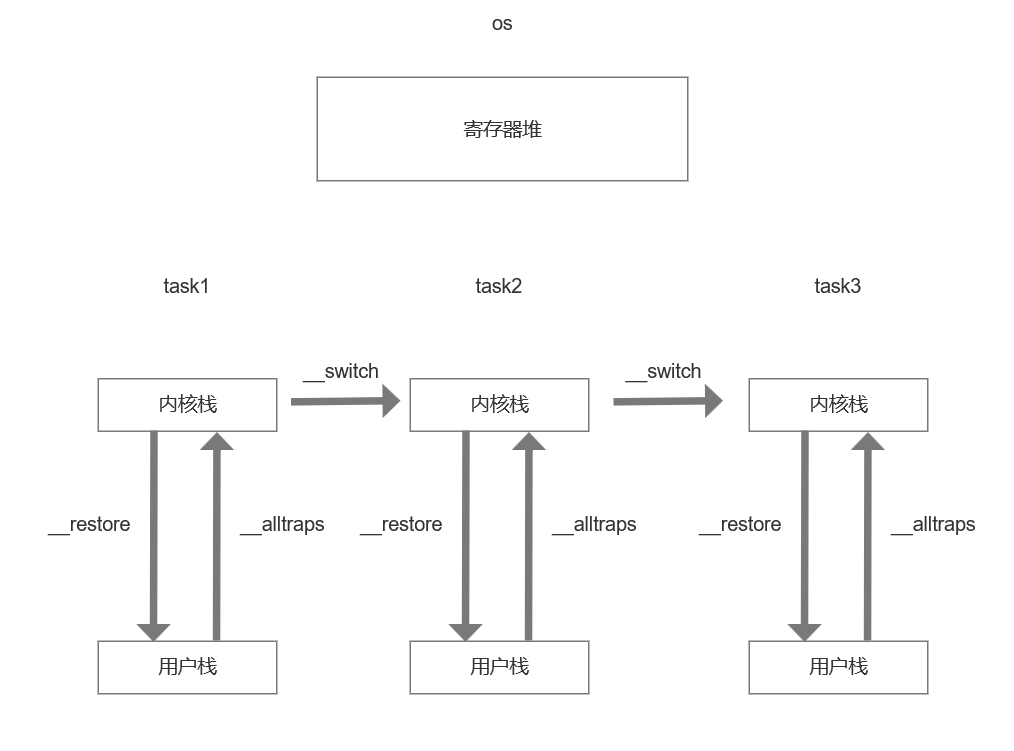 os
寄存器堆
task1
task2
task3
__switch
__switch
内核栈
内核栈
内核栈
__restore
__alltraps
__restore
__alltraps
__restore
__alltraps
用户栈
用户栈
用户栈